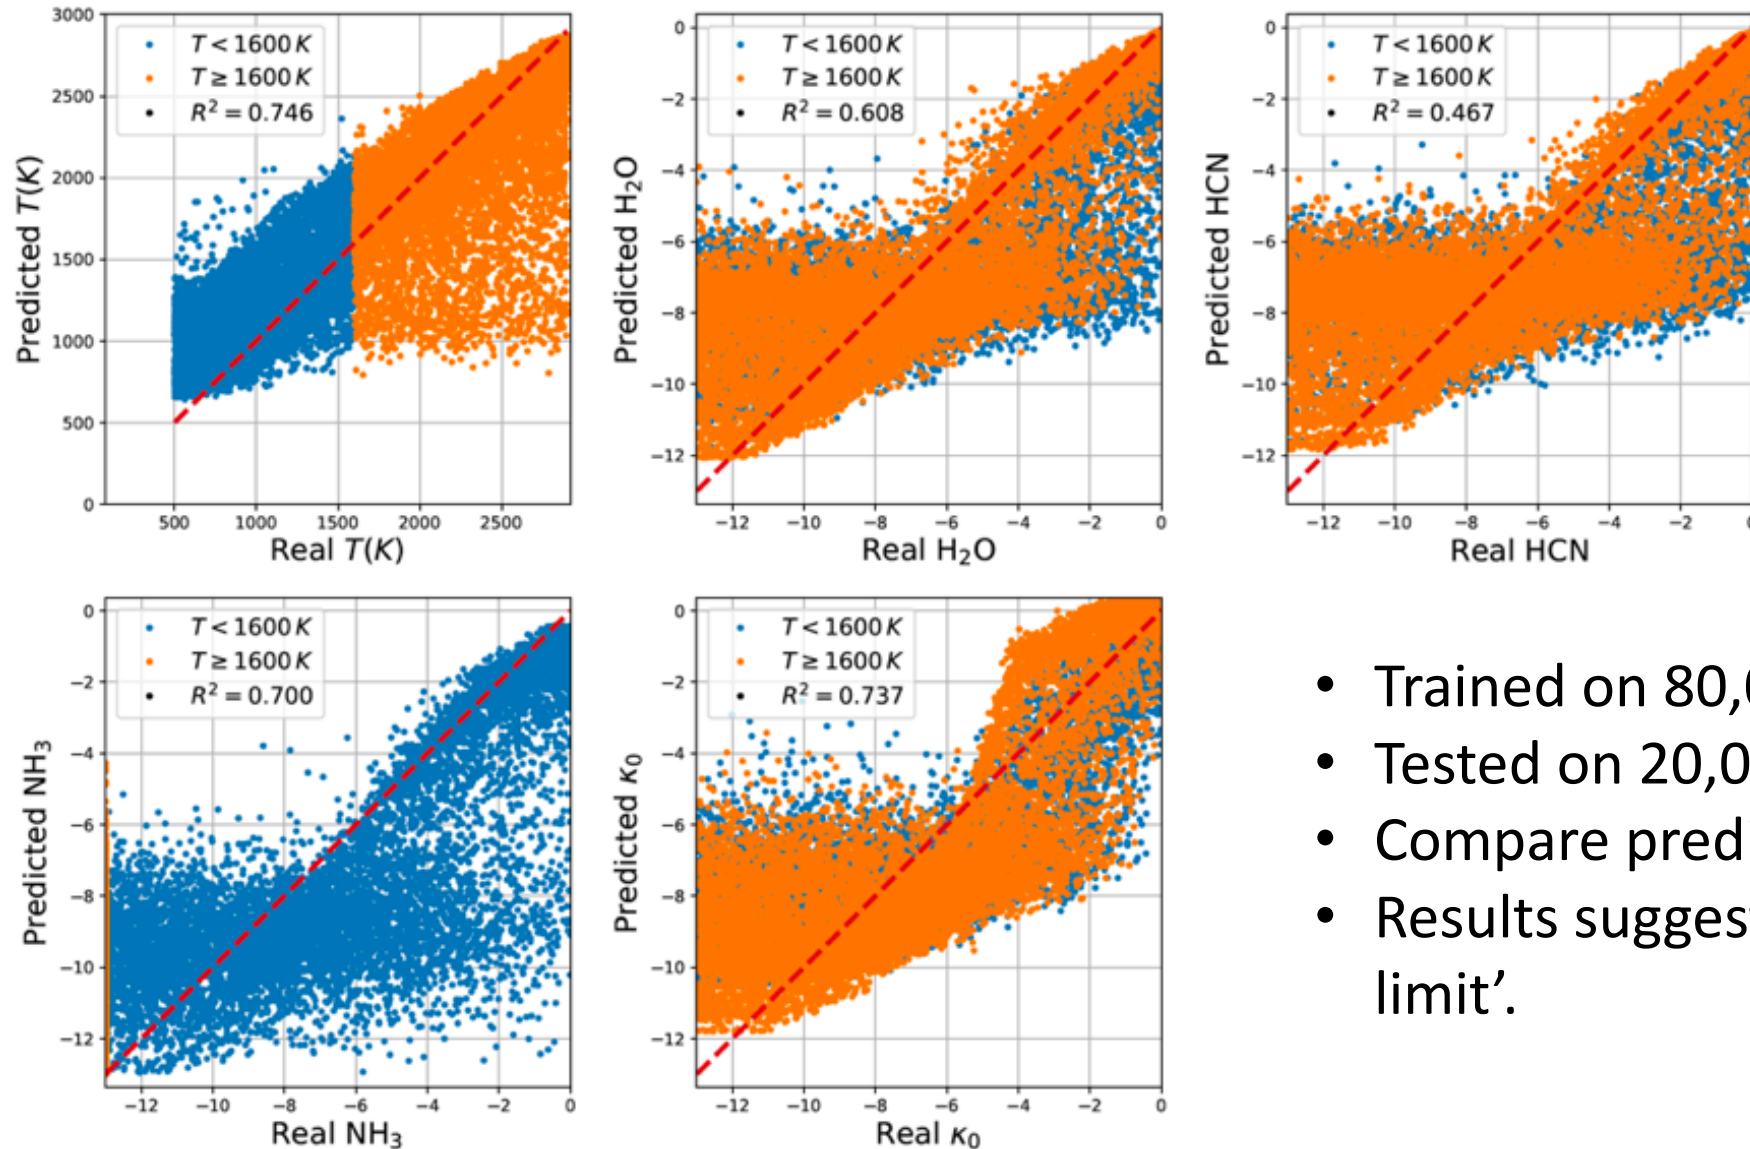 3000
2500
2000
1500
1000
500
0
T < 1600 K
T ≥ 1600 K
R² = 0.746
Predicted T(K)
500 1000 1500 2000 2500
Real T(K)
0
−2
−4
−6
−8
−10
−12
T < 1600 K
T ≥ 1600 K
R² = 0.608
Predicted H₂O
−12 −10 −8 −6 −4 −2 0
Real H₂O
0
−2
−4
−6
−8
−10
−12
T < 1600 K
T ≥ 1600 K
R² = 0.467
Predicted HCN
−12 −10 −8 −6 −4 −2
Real HCN
0
−2
−4
−6
−8
−10
−12
T < 1600 K
T ≥ 1600 K
R² = 0.700
Predicted NH₃
−12 −10 −8 −6 −4 −2 0
Real NH₃
0
−2
−4
−6
−8
−10
−12
T < 1600 K
T ≥ 1600 K
R² = 0.737
Predicted κ₀
−12 −10 −8 −6 −4 −2 0
Real κ₀
• Trained on 80,
• Tested on 20,0
• Compare pred
• Results sugges
limit’.